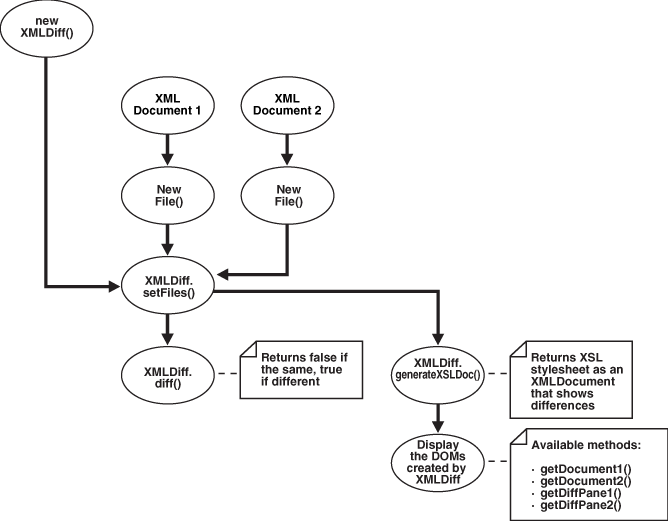 new
XMLDiff()
XML
Document 1
XML
Document 2
New
File()
New
File()
XMLDiff.
setFiles()
XMLDiff.
diff()
Returns false if
the same, true
if different
XMLDiff.
generateXSLDoc()
Returns XSL
stylesheet as an
XMLDocument
that shows
differences
Display
the DOMs
created by
XMLDiff
Available methods:
· getDocument1()
· getDocument2()
· getDiffPane1()
· getDiffPane2()